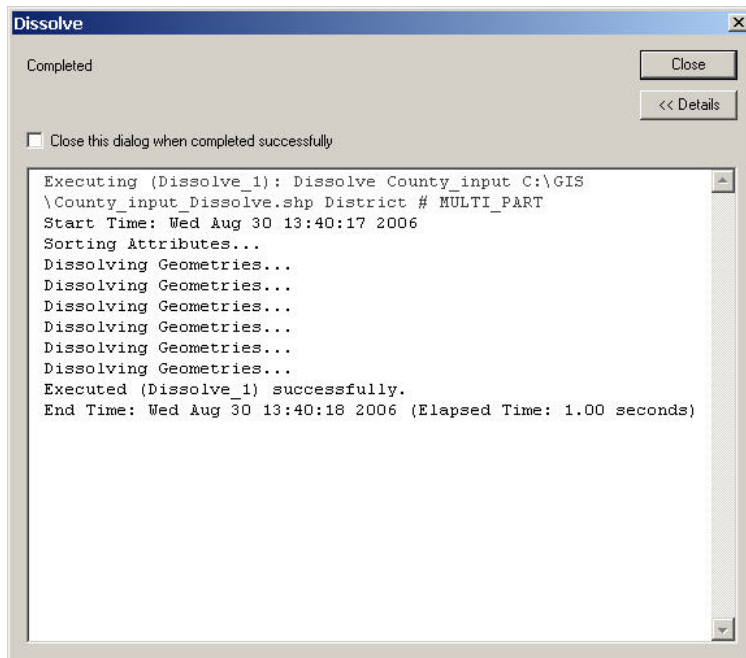 Dissolve
Completed
Close
<< Details
Close this dialog when completed successfully
Executing (Dissolve_1): Dissolve County_input C:\GIS
\County_input_Dissolve.shp District # MULTI_PART
Start Time: Wed Aug 30 13:40:17 2006
Sorting Attributes...
Dissolving Geometries...
Dissolving Geometries...
Dissolving Geometries...
Dissolving Geometries...
Dissolving Geometries...
Dissolving Geometries...
Executed (Dissolve_1) successfully.
End Time: Wed Aug 30 13:40:18 2006 (Elapsed Time: 1.00 seconds)